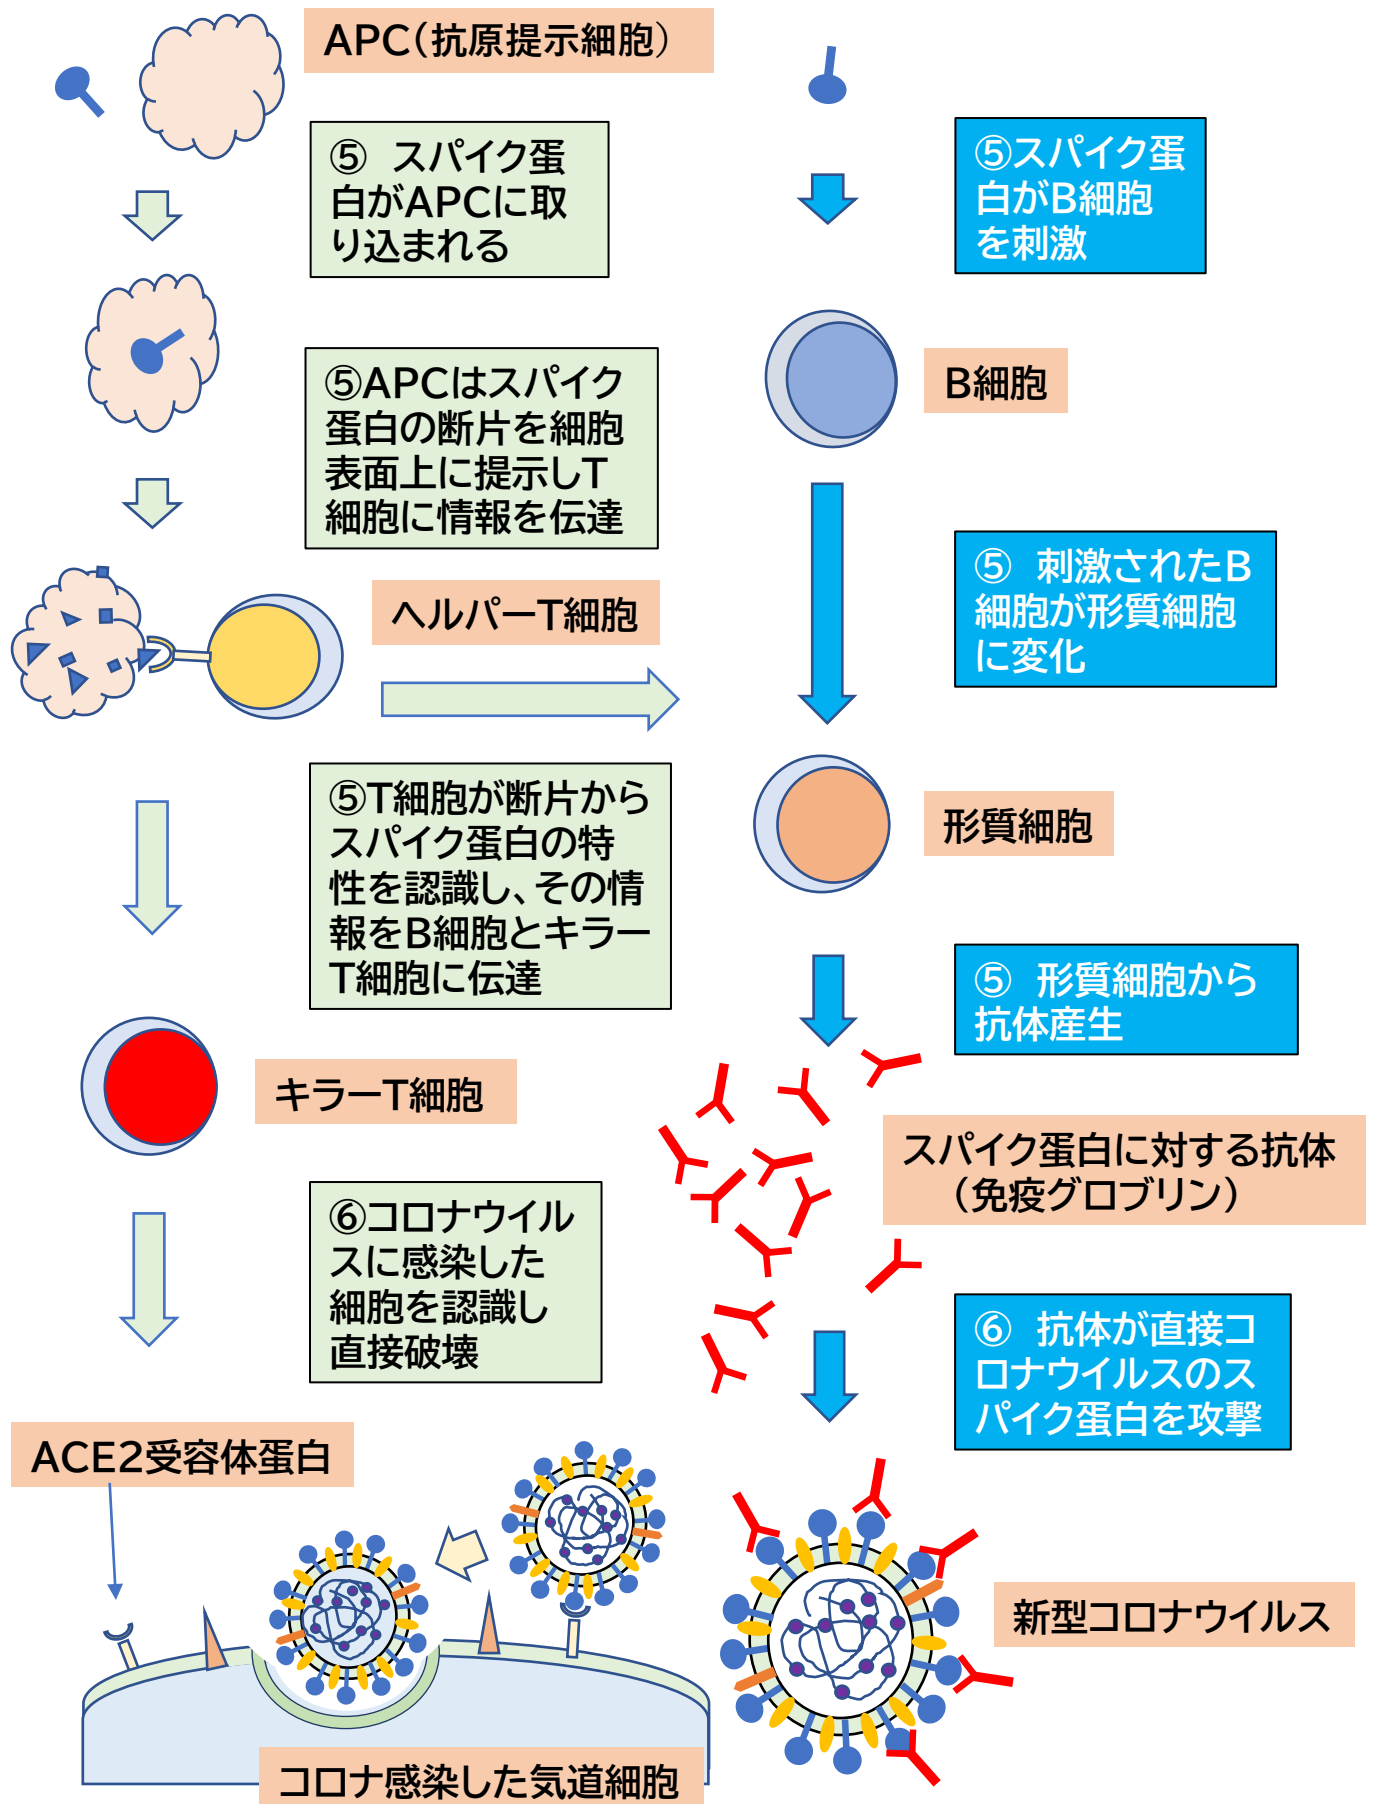 APC(抗原提示細胞)
⑤ スパイク蛋
白がAPCに取
り込まれる
⑤APCはスパイク
蛋白の断片を細胞
表面上に提示しT
細胞に情報を伝達
ヘルパーT細胞
⑤T細胞が断片から
スパイク蛋白の特
性を認識し、その情
報をB細胞とキラー
T細胞に伝達
キラーT細胞
⑥コロナウイル
スに感染した
細胞を認識し
直接破壊
ACE2受容体蛋白
コロナ感染した気道細胞
⑤スパイク蛋
白がB細胞
を刺激
B細胞
⑤ 刺激されたB
細胞が形質細胞
に変化
形質細胞
⑤ 形質細胞から
抗体産生
スパイク蛋白に対する抗体
(免疫グロブリン)
⑥ 抗体が直接コ
ロナウイルスのス
パイク蛋白を攻撃
新型コロナウイルス